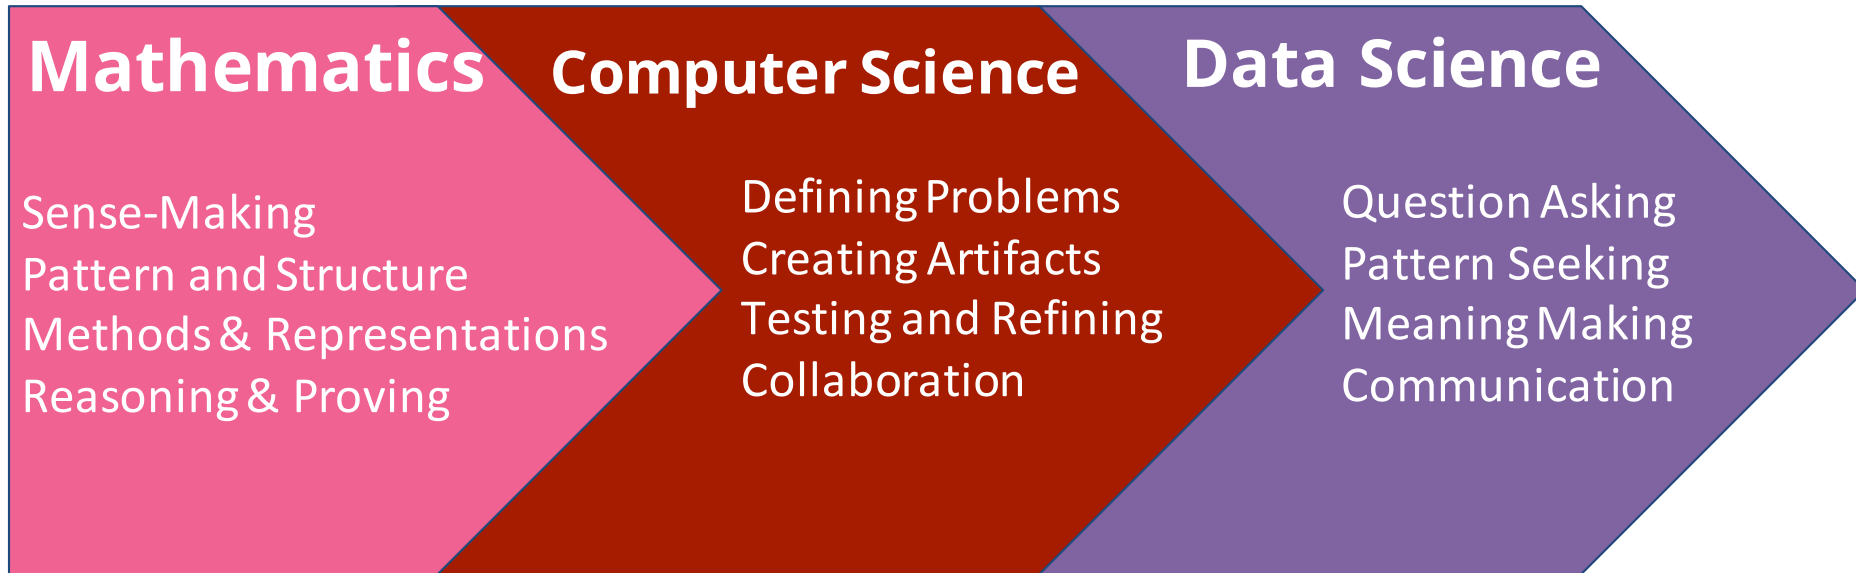 Mathematics
Sense-Making
Pattern and Structure
Methods & Representations
Reasoning & Proving
Computer Science
Defining Problems
Creating Artifacts
Testing and Refining
Collaboration
Data Science
Question Asking
Pattern Seeking
Meaning Making
Communication